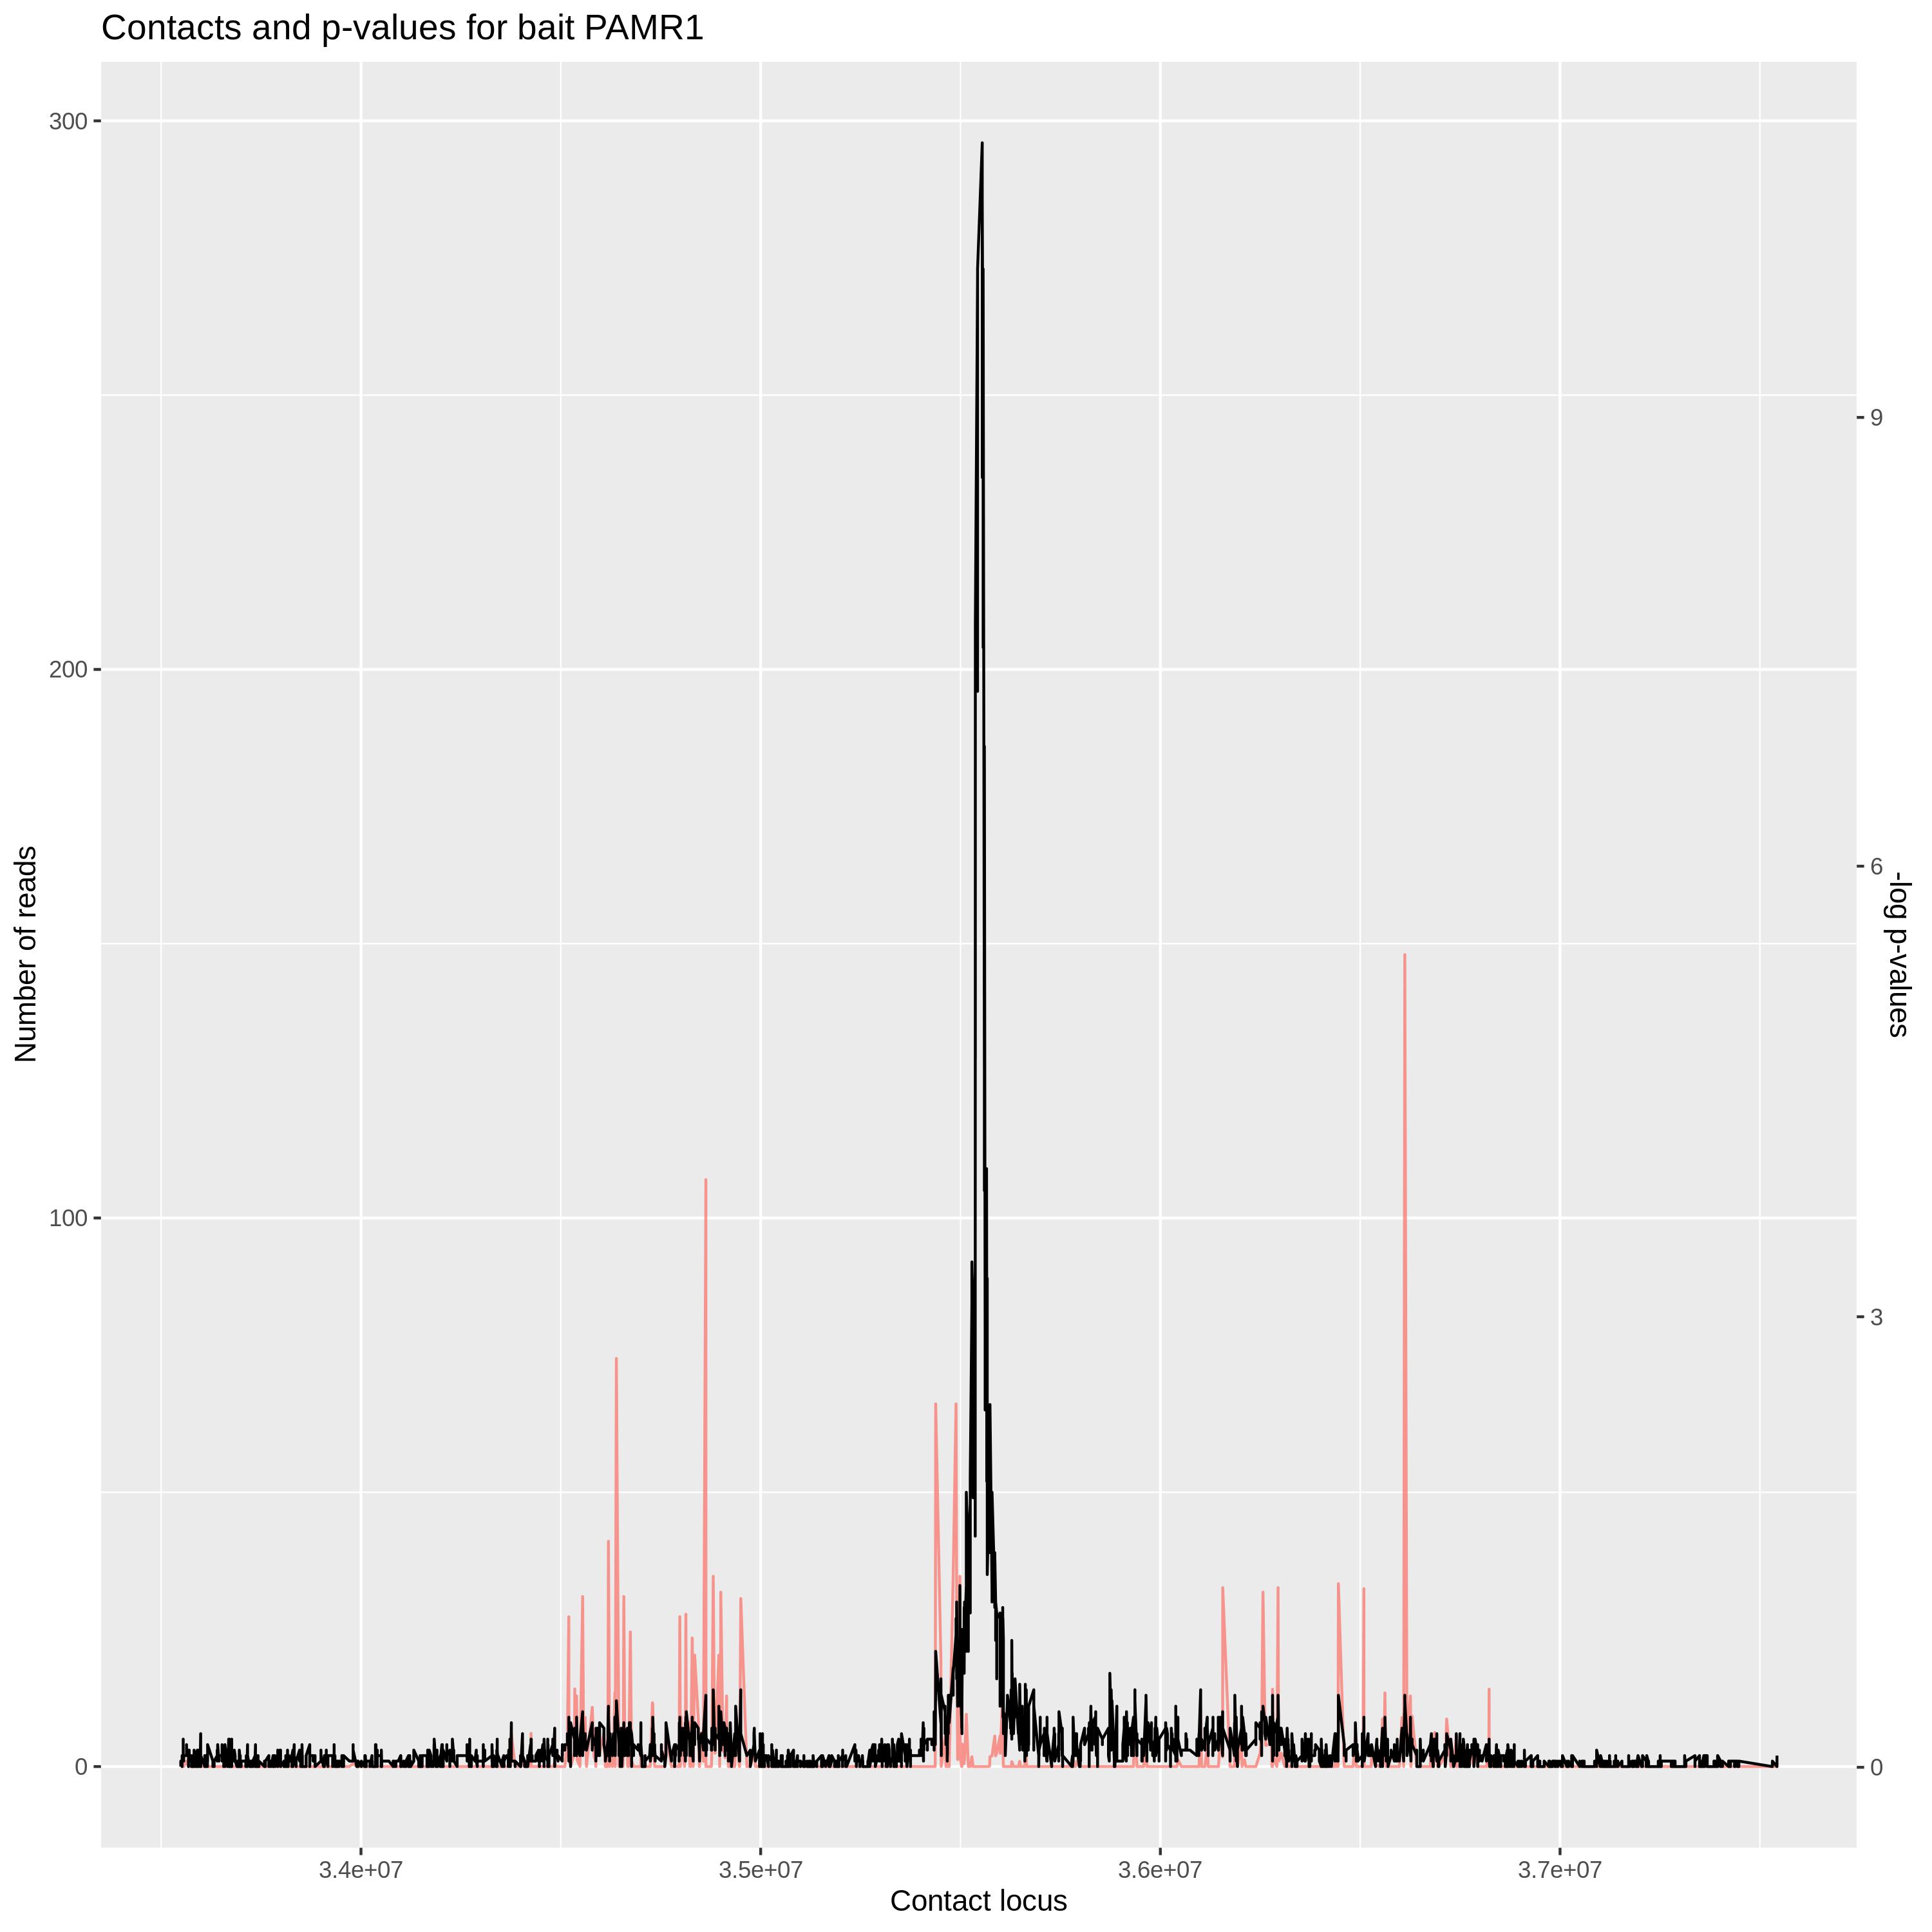 Contacts and p-values for bait PAMR1
300
200
100
0
Number of reads
9
6
3
0
-log p-values
3.4e+07 3.5e+07 3.6e+07 3.7e+07
Contact locus